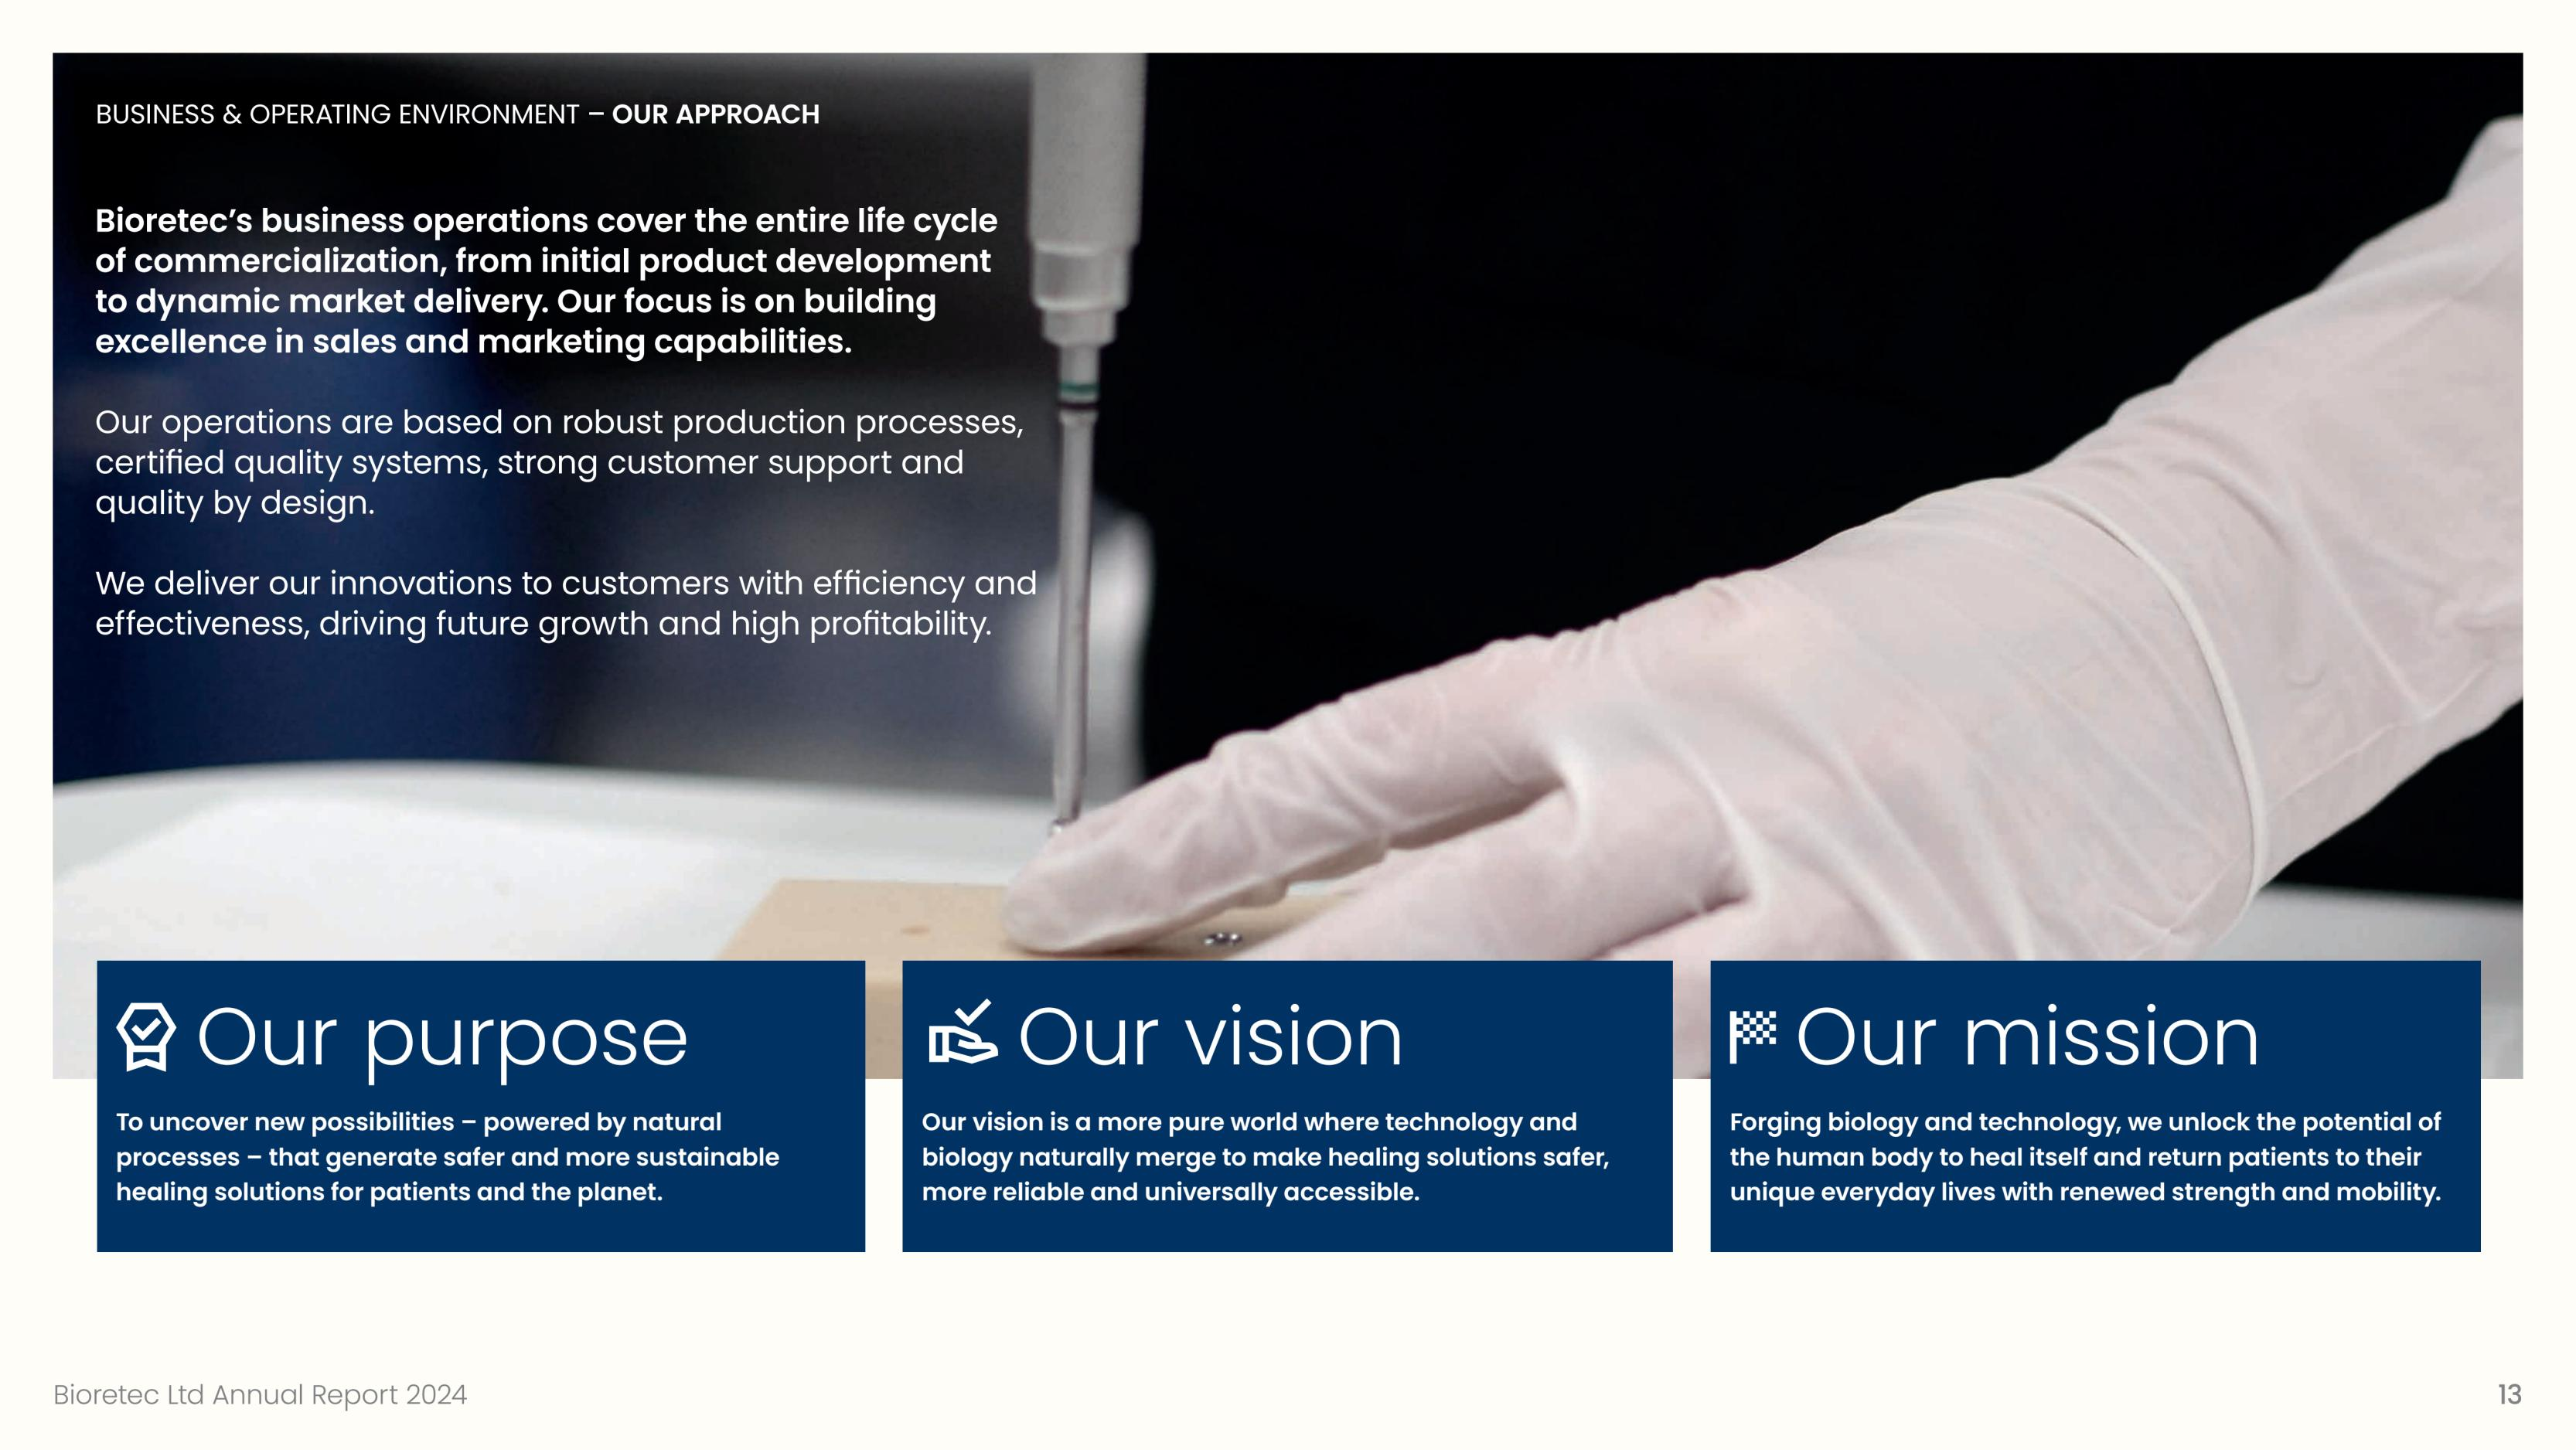 BUSINESS & OPERATING ENVIRONMENT – OUR APPROACH
Bioretec’s business operations cover the entire life cycle
of commercialization, from initial product development
to dynamic market delivery. Our focus is on building
excellence in sales and marketing capabilities.
Our operations are based on robust production processes,
certified quality systems, strong customer support and
quality by design.
We deliver our innovations to customers with efficiency and
effectiveness, driving future growth and high profitability.
Our purpose
To uncover new possibilities – powered by natural
processes – that generate safer and more sustainable
healing solutions for patients and the planet.
Our vision
Our vision is a more pure world where technology and
biology naturally merge to make healing solutions safer,
more reliable and universally accessible.
Our mission
Forging biology and technology, we unlock the potential of
the human body to heal itself and return patients to their
unique everyday lives with renewed strength and mobility.
Bioretec Ltd Annual Report 2024
13